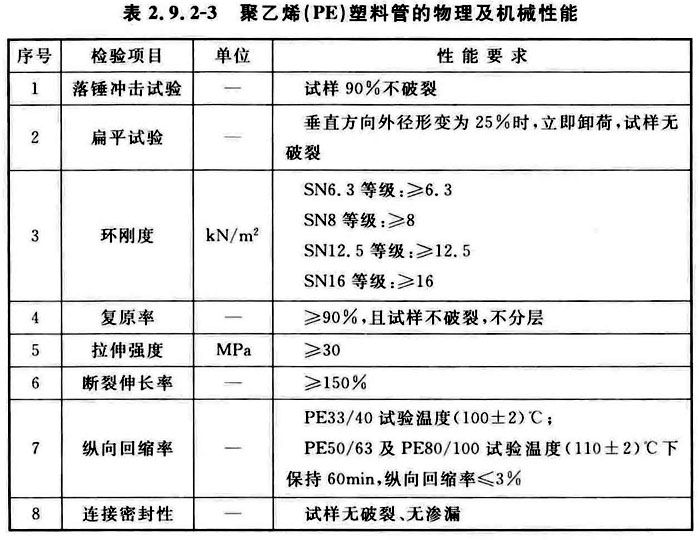 表 2.9.2-3 聚乙烯(PE)塑料管的物理及机械性能
序号 检验项目 单位 性能要求
1 落锤冲击试验 — 试样 90%不破裂
2 扁平试验 — 垂直方向外径形变为 25%时,立即卸荷,试样无
破裂
3 环刚度 kN/m² SN6.3 等级:≥6.3
SN8 等级:≥8
SN12.5 等级:≥12.5
SN16 等级:≥16
4 复原率 — ≥90%,且试样不破裂,不分层
5 拉伸强度 MPa ≥30
6 断裂伸长率 — ≥150%
7 纵向回缩率 — PE33/40 试验温度(100±2)℃;
PE50/63 及 PE80/100 试验温度(110±2)℃下
保持 60min,纵向回缩率≤3%
8 连接密封性 — 试样无破裂、无渗漏